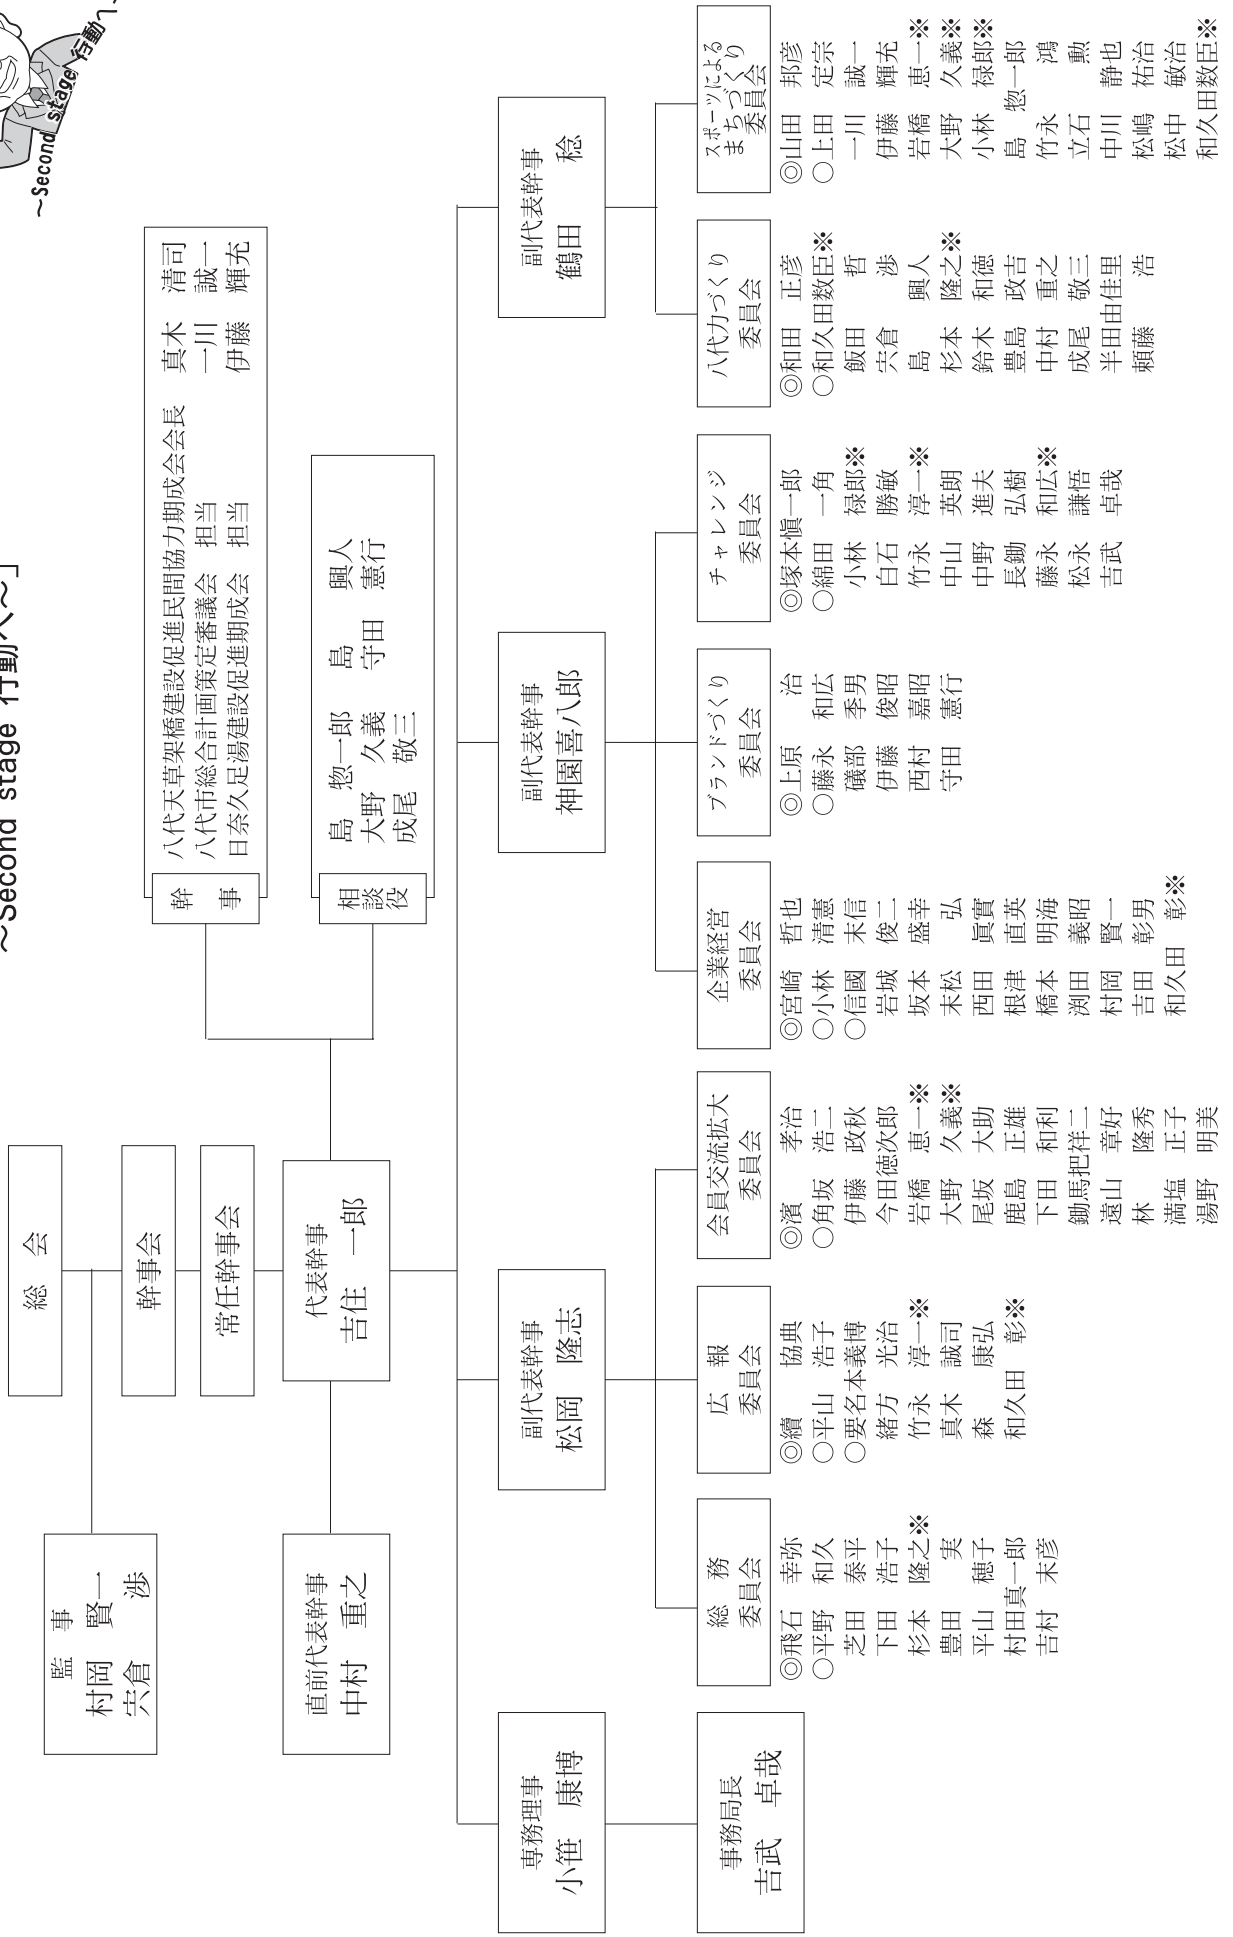 ～Second stage 行動へ～」
～Second stage 行動へ～
総　会
監　事
村岡　賢一
宍倉　渉
幹事会
常任幹事会
代表幹事
吉住　一郎
直前代表幹事
中村　重之
幹　事
八代天草架橋建設促進民間協力期成会会長　真木　清司
八代市総合計画策定審議会　担当　一川　誠一
日奈久足湯建設促進期成会　担当　伊藤　輝充
相談役
島　惣一郎　島　興人
大野　久義　守田　憲行
成尾　敬三
専務理事
小笹　康博
事務局長
吉武　卓哉
副代表幹事
松岡　隆志
総　務
委員会
◎飛石　幸弥
○平野　和久
芝田　泰平
下田　浩子
杉本　隆之※
豊田　実
平山　穂子
村田真一郎
吉村　末彦
広　報
委員会
◎續　協典
○平山　浩子
○要名本義博
緒方　光治
竹永　淳一※
真木　誠司
森　康弘
和久田　彰※
会員交流拡大
委員会
◎濱　孝治
○角坂　浩二
伊藤　政秋
今田徳次郎
岩橋　恵一※
大野　久義※
尾坂　大助
鹿島　正雄
下田　和利
鋤馬把祥二
遠山　章好
林　隆秀
満塩　正子
湯野　明美
副代表幹事
神園喜八郎
企業経営
委員会
◎宮崎　哲也
○小林　清憲
○信國　末信
岩城　俊二
坂本　盛幸
末松　弘
西田　眞實
根津　直英
橋本　明海
渕田　義昭
村岡　賢一
吉田　彰男
和久田　彰※
ブランドづくり
委員会
◎上原　治
○藤永　和広
礒部　季男
伊藤　俊昭
西村　嘉昭
守田　憲行
チャレンジ
委員会
◎塚本愼一郎
○綿田　一角
小林　禄郎※
白石　勝敏
竹永　淳一※
中山　英朗
中野　進夫
長鋤　弘樹
藤永　和広※
松永　謙悟
吉武　卓哉
副代表幹事
鶴田　稔
八代力づくり
委員会
◎和田　正彦
○和久田数臣※
飯田　哲
宍倉　渉
島　興人
杉本　隆之※
鈴木　和徳
豊島　政吉
中村　重之
成尾　敬三
半田由佳里
頼藤　浩
スポーツによる
まちづくり
委員会
◎山田　邦彦
○上田　定宗
一川　誠一
伊藤　輝充
岩橋　恵一※
大野　久義※
小林　禄郎※
島　惣一郎
竹永　鴻
立石　勲
中川　静也
松嶋　祐治
松中　敏治
和久田数臣※